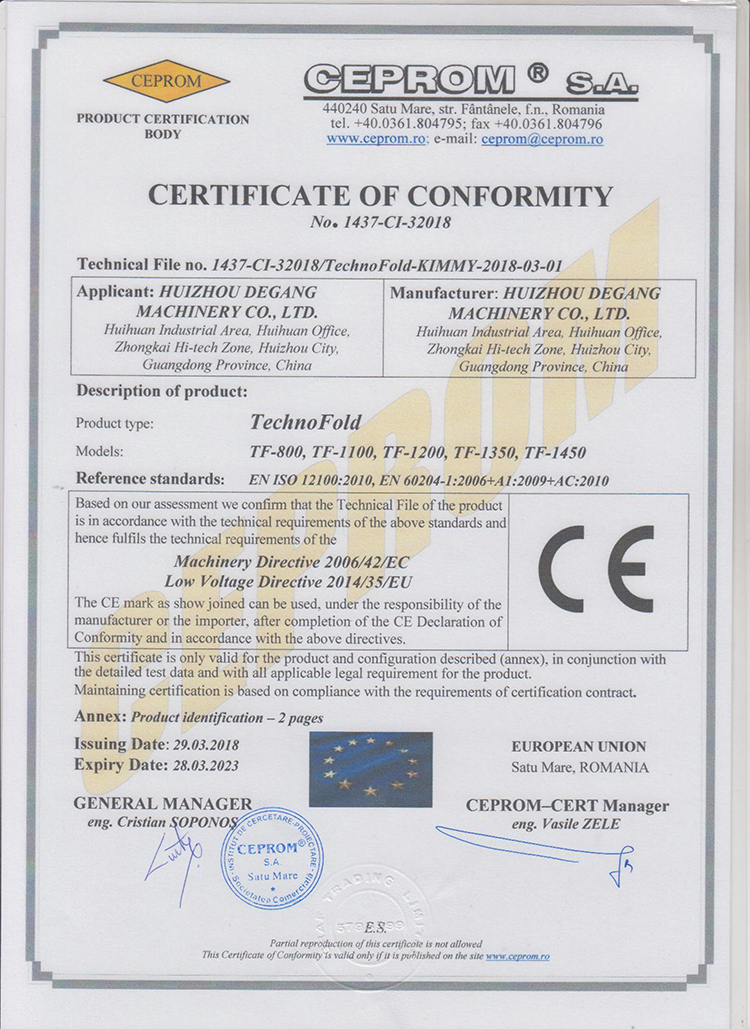 CEPROM
PRODUCT CERTIFICATION
BODY
CEPROM ® S.A.
440240 Satu Mare, str. Fântânele, f.n., Romania
tel. +40.0361.804795; fax +40.0361.804796
www.ceprom.ro; e-mail: ceprom@ceprom.ro
CERTIFICATE OF CONFORMITY
No. 1437-CI-32018
Technical File no. 1437-CI-32018/TechnoFold-KIMMY-2018-03-01
Applicant: HUIZHOU DEGANG
MACHINERY CO., LTD.
Huihuan Industrial Area, Huihuan Office,
Zhongkai Hi-tech Zone, Huizhou City,
Guangdong Province, China
Manufacturer: HUIZHOU DEGANG
MACHINERY CO., LTD.
Huihuan Industrial Area, Huihuan Office,
Zhongkai Hi-tech Zone, Huizhou City,
Guangdong Province, China
Description of product:
Product type: TechnoFold
Models: TF-800, TF-1100, TF-1200, TF-1350, TF-1450
Reference standards: EN ISO 12100:2010, EN 60204-1:2006+A1:2009+AC:2010
Based on our assessment we confirm that the Technical File of the product
is in accordance with the technical requirements of the above standards and
hence fulfils the technical requirements of the
Machinery Directive 2006/42/EC
Low Voltage Directive 2014/35/EU
The CE mark as show joined can be used, under the responsibility of the
manufacturer or the importer, after completion of the CE Declaration of
Conformity and in accordance with the above directives.
CE
This certificate is only valid for the product and configuration described (annex), in conjunction with
the detailed test data and with all applicable legal requirement for the product.
Maintaining certification is based on compliance with the requirements of certification contract.
Annex: Product identification – 2 pages
Issuing Date: 29.03.2018
Expiry Date: 28.03.2023
EUROPEAN UNION
Satu Mare, ROMANIA
GENERAL MANAGER
eng. Cristian SOPONOS
CEPROM–CERT Manager
eng. Vasile ZELE
INSTITUT DE CERCETARE-PROIECTARE
CEPROM®
S.A.
Satu Mare
Societatea Comerciala
CEPROM
TRADING
E.S.
Partial reproduction of this certificate is not allowed
This Certificate of Conformity is valid only if it is published on the site www.ceprom.ro